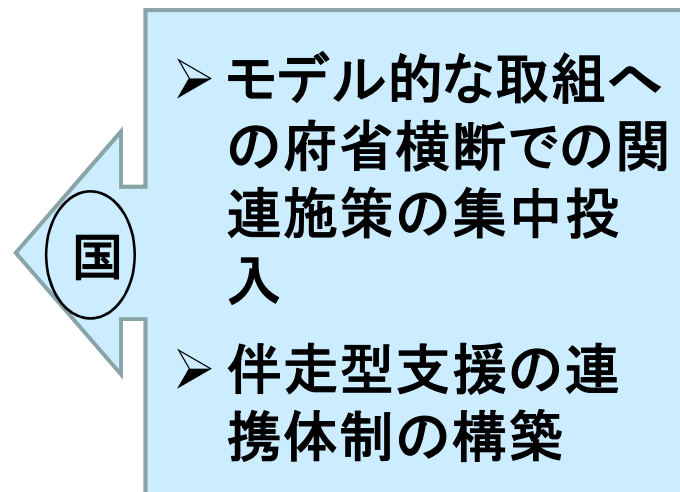 ➢ モデル的な取組へ
の府省横断での関
連施策の集中投
入
国
➢ 伴走型支援の連
携体制の構築